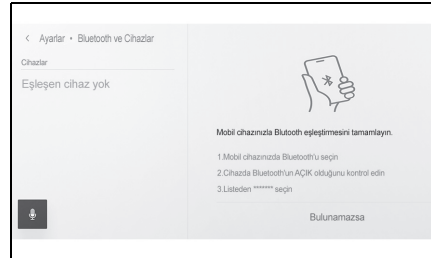 < Ayarlar • Bluetooth ve Cihazlar
Cihazlar
Eşleşen cihaz yok
Mobil cihazınızla Blutooth eşleştirmesini tamamlayın.
1.Mobil cihazınızda Bluetooth'u seçin
2.Cihazda Bluetooth'un AÇIK olduğunu kontrol edin
3.Listeden ******* seçin
Bulunamazsa